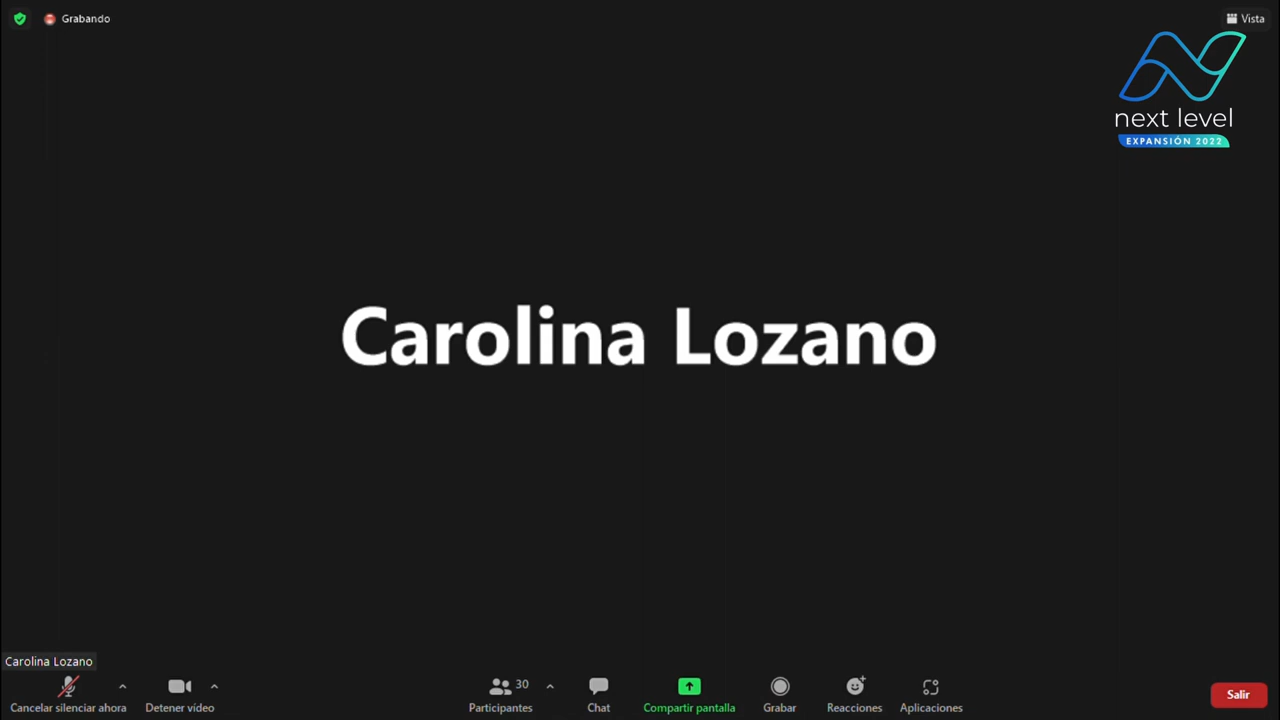 Grabando
Vista
next level
EXPANSIÓN 2022
Carolina Lozano
Carolina Lozano
Cancelar silenciar ahora
Detener vídeo
30
Participantes
Chat
Compartir pantalla
Grabar
Reacciones
Aplicaciones
Salir